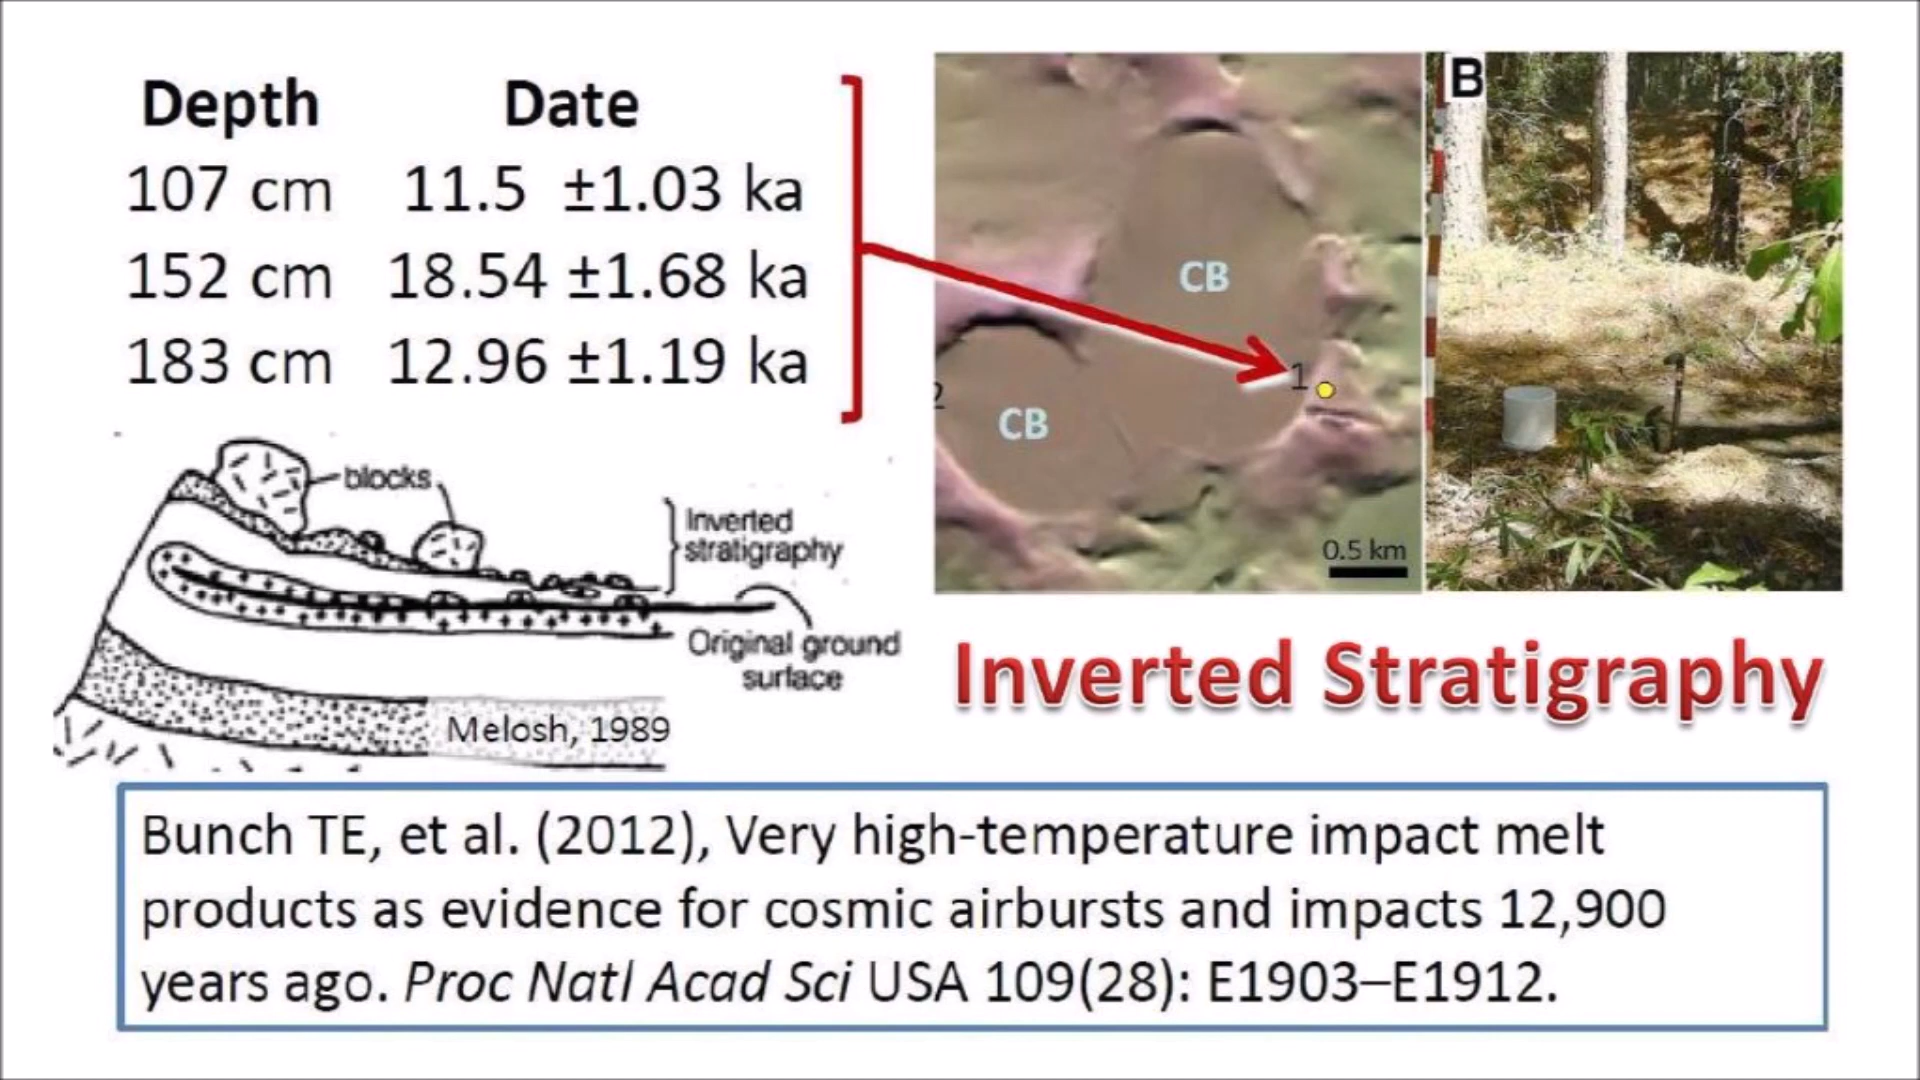 Depth Date
107 cm 11.5 ±1.03 ka
152 cm 18.54 ±1.68 ka
183 cm 12.96 ±1.19 ka
B
CB
CB
1
2
0.5 km
blocks
Inverted
stratigraphy
Original ground
surface
Melosh, 1989
Inverted Stratigraphy
Bunch TE, et al. (2012), Very high-temperature impact melt
products as evidence for cosmic airbursts and impacts 12,900
years ago. Proc Natl Acad Sci USA 109(28): E1903–E1912.